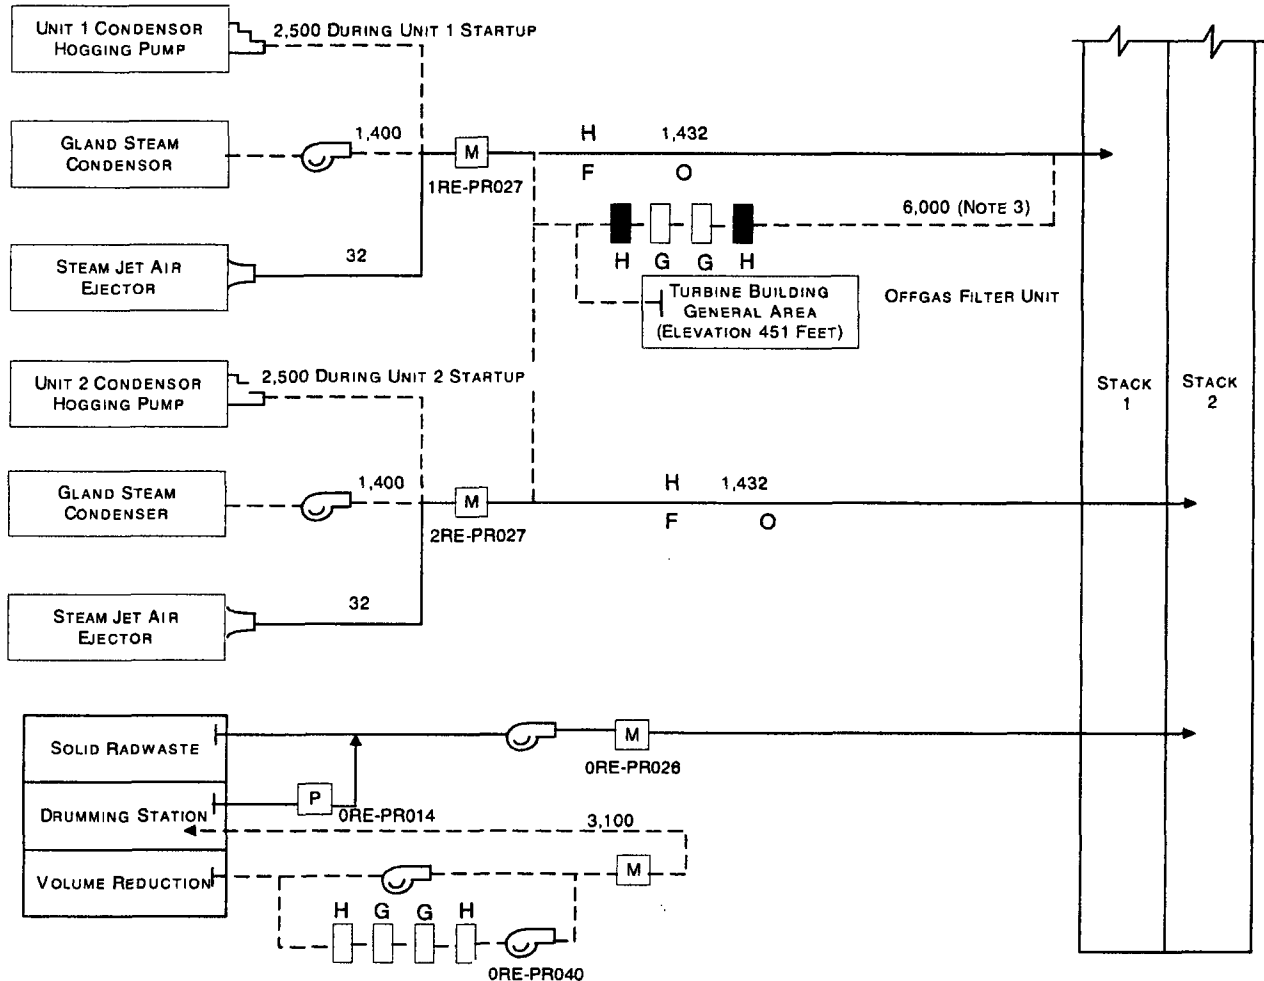 UNIT 1 CONDENSOR
HOGGING PUMP
2,500 DURING UNIT 1 STARTUP
GLAND STEAM
CONDENSOR
1,400
M
1RE-PR027
H
1,432
F
O
6,000 (NOTE 3)
H
G
G
H
STEAM JET AIR
EJECTOR
32
TURBINE BUILDING
GENERAL AREA
(ELEVATION 451 FEET)
OFFGAS FILTER UNIT
UNIT 2 CONDENSOR
HOGGING PUMP
2,500 DURING UNIT 2 STARTUP
STACK
1
STACK
2
GLAND STEAM
CONDENSER
1,400
M
2RE-PR027
H
1,432
F
O
STEAM JET AIR
EJECTOR
32
SOLID RADWASTE
M
0RE-PR026
DRUMMING STATION
P
0RE-PR014
3,100
VOLUME REDUCTION
M
H
G
G
H
0RE-PR040